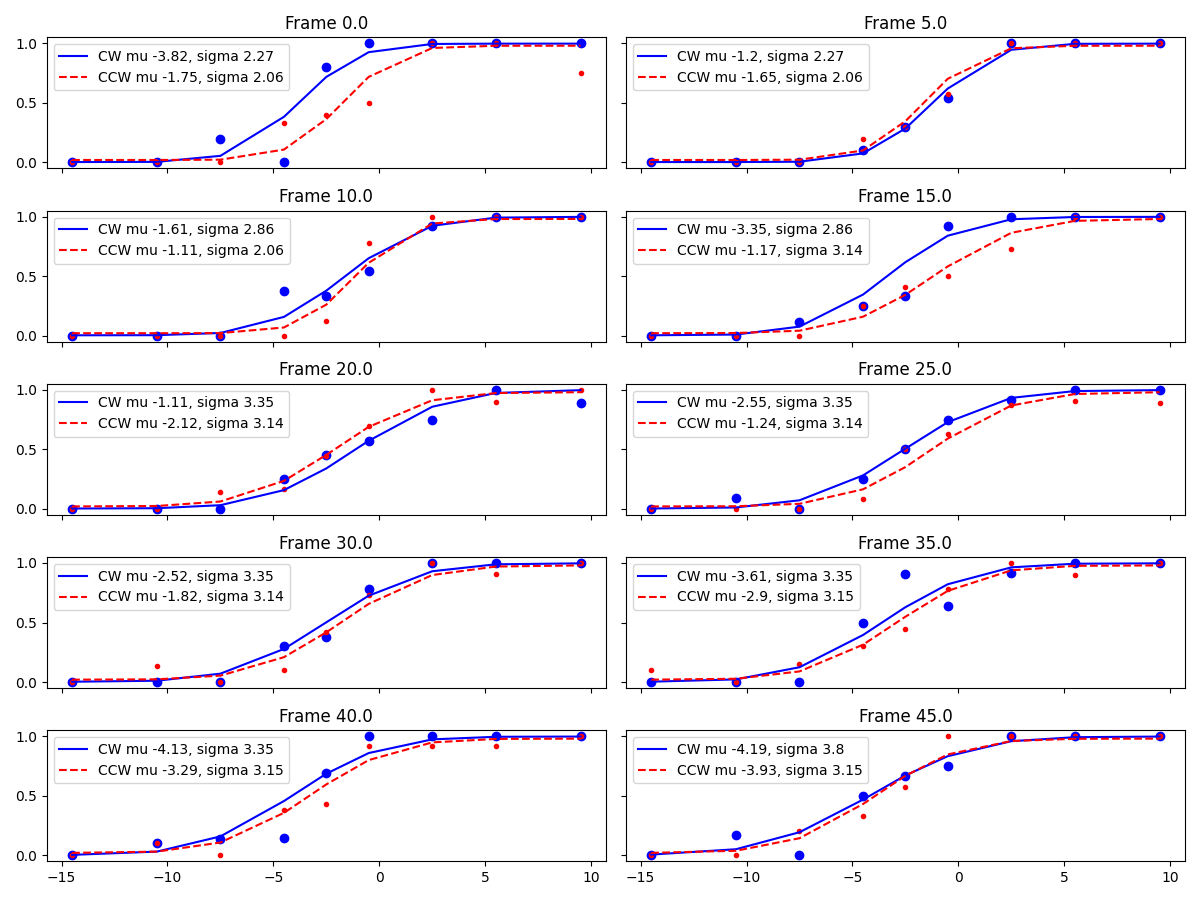 Frame 0.0
1.0
0.5
0.0
CW mu -3.82, sigma 2.27
CCW mu -1.75, sigma 2.06
Frame 5.0
CW mu -1.2, sigma 2.27
CCW mu -1.65, sigma 2.06
Frame 10.0
1.0
0.5
0.0
CW mu -1.61, sigma 2.86
CCW mu -1.11, sigma 2.06
Frame 15.0
CW mu -3.35, sigma 2.86
CCW mu -1.17, sigma 3.14
Frame 20.0
1.0
0.5
0.0
CW mu -1.11, sigma 3.35
CCW mu -2.12, sigma 3.14
Frame 25.0
CW mu -2.55, sigma 3.35
CCW mu -1.24, sigma 3.14
Frame 30.0
1.0
0.5
0.0
CW mu -2.52, sigma 3.35
CCW mu -1.82, sigma 3.14
Frame 35.0
CW mu -3.61, sigma 3.35
CCW mu -2.9, sigma 3.15
Frame 40.0
1.0
0.5
0.0
CW mu -4.13, sigma 3.35
CCW mu -3.29, sigma 3.15
−15 −10 −5 0 5 10
Frame 45.0
CW mu -4.19, sigma 3.8
CCW mu -3.93, sigma 3.15
−15 −10 −5 0 5 10